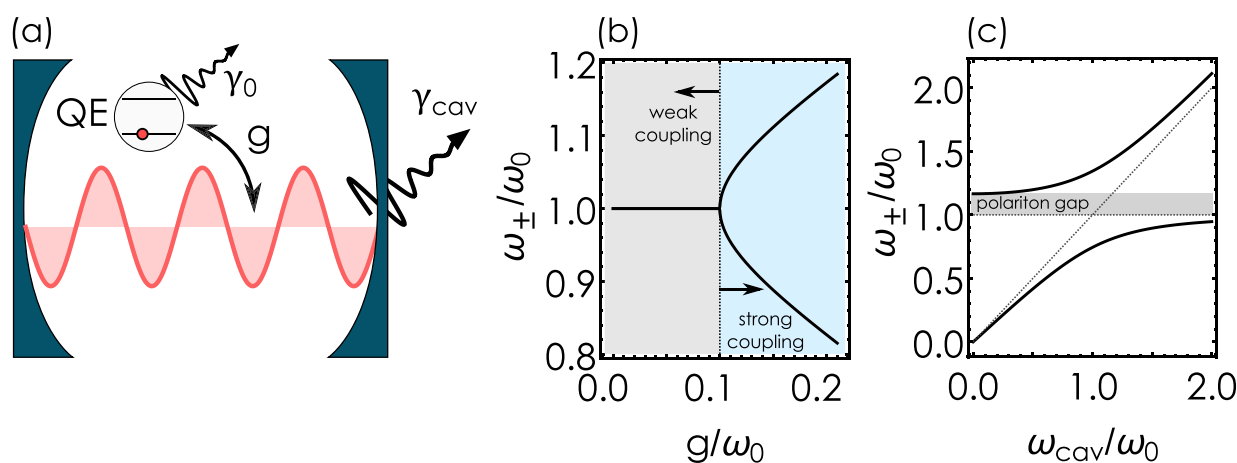 (a)
QE
γ₀
g
γcav
(b)
ω±/ω₀
1.2
1.1
1.0
0.9
0.8
weak
coupling
strong
coupling
0.0
0.1
0.2
g/ω₀
(c)
ω±/ω₀
2.0
1.5
1.0
0.5
0.0
polariton gap
0.0
1.0
2.0
ωcav/ω₀